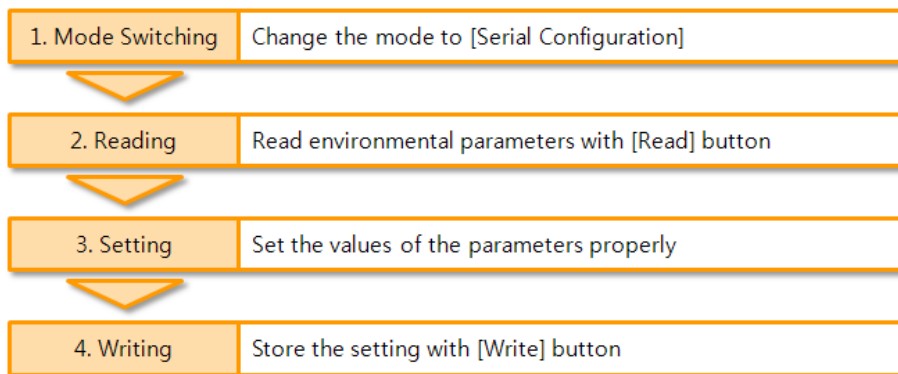 1. Mode Switching Change the mode to [Serial Configuration]
2. Reading Read environmental parameters with [Read] button
3. Setting Set the values of the parameters properly
4. Writing Store the setting with [Write] button